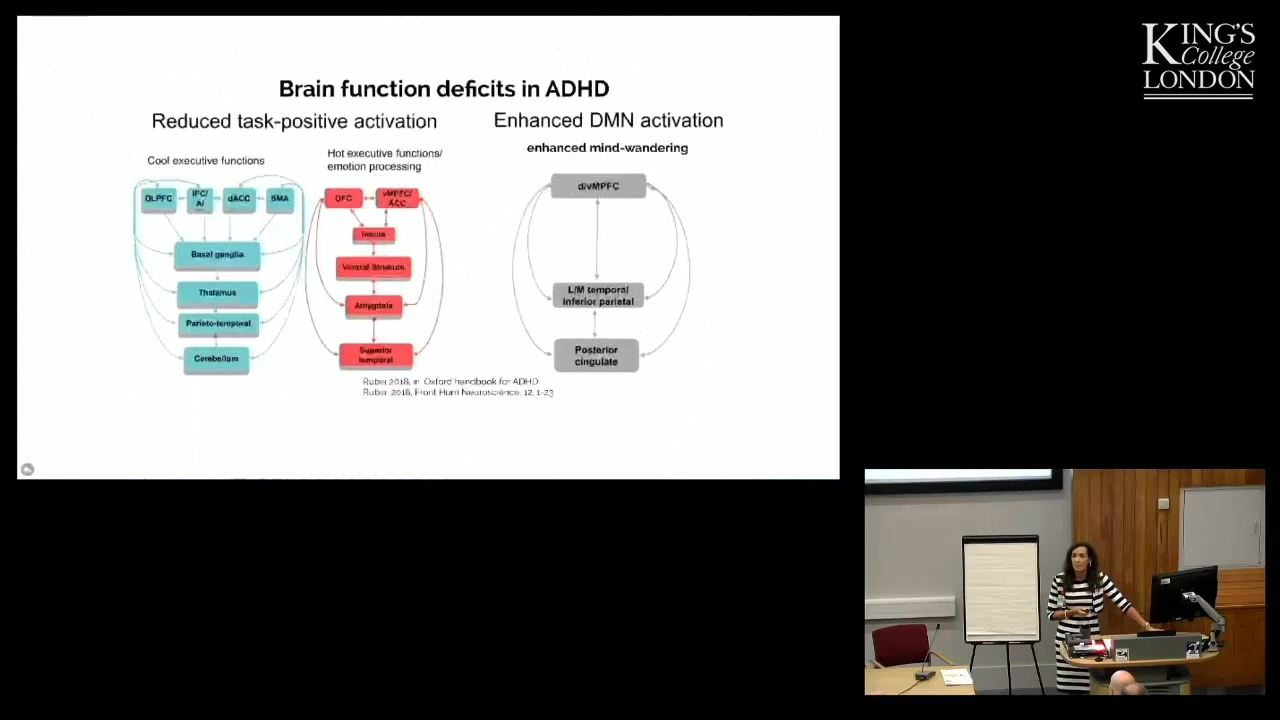 KING'S
College
LONDON
Brain function deficits in ADHD
Reduced task-positive activation
Enhanced DMN activation
enhanced mind-wandering
Cool executive functions
Hot executive functions/
emotion processing
DLPFC
IFC/
AI
dACC
SMA
Basal ganglia
Thalamus
Parieto-temporal
Cerebellum
OFC
vMPFC/
ACC
Insula
Ventral Striatum
Amygdala
Superior
temporal
d/vMPFC
L/M temporal
inferior parietal
Posterior
cingulate
Rubia 2018, in Oxford handbook for ADHD
Rubia, 2018, Front Hum Neuroscience, 12, 1-23